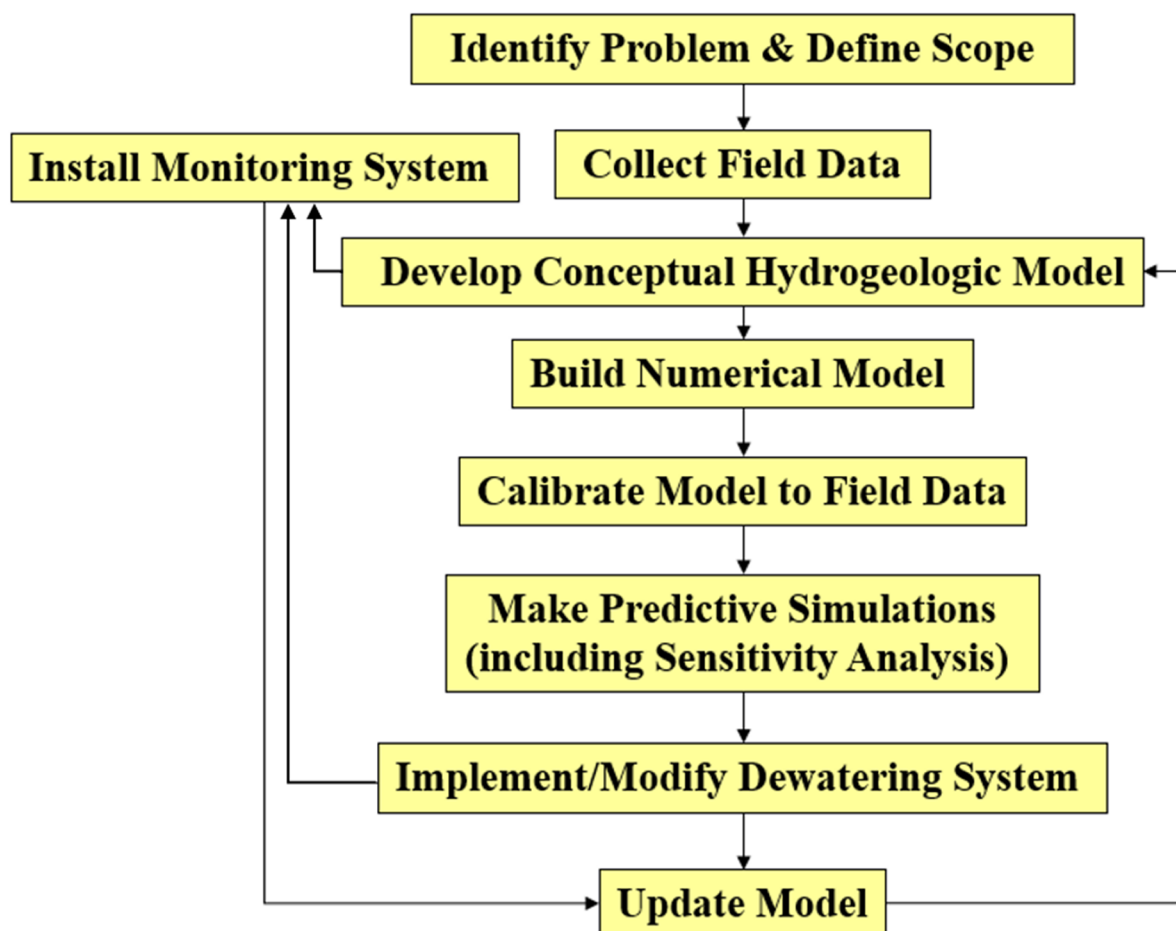 Identify Problem & Define Scope
Install Monitoring System
Collect Field Data
Develop Conceptual Hydrogeologic Model
Build Numerical Model
Calibrate Model to Field Data
Make Predictive Simulations
(including Sensitivity Analysis)
Implement/Modify Dewatering System
Update Model